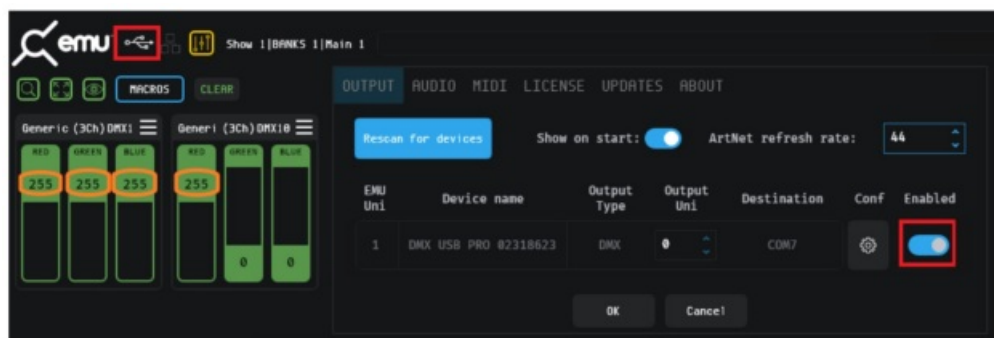 emu Show 1|BANKS 1|Main 1
MACROS CLEAR
OUTPUT AUDIO MIDI LICENSE UPDATES ABOUT
Generic (3Ch) DMX1 Generi (3Ch) DMX10
RED GREEN BLUE RED GREEN BLUE
255 255 255 255
0 0
Rescan for devices Show on start: ArtNet refresh rate: 44
EMU Uni Device name Output Type Output Uni Destination Conf Enabled
1 DMX USB PRO 02318623 DMX 0 COM7
OK Cancel